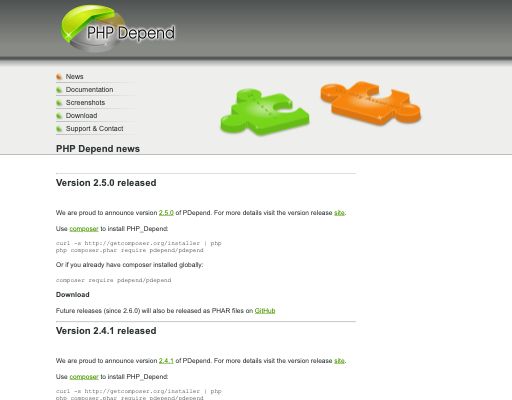 PHP Depend
News
Documentation
Screenshots
Download
Support & Contact
PHP Depend news
Version 2.5.0 released
We are proud to announce version 2.5.0 of PDepend. For more details visit the version release site.
Use composer to install PHP_Depend:
curl -s http://getcomposer.org/installer | php
php composer.phar require pdepend/pdepend
Or if you already have composer installed globally:
composer require pdepend/pdepend
Download
Future releases (since 2.6.0) will also be released as PHAR files on GitHub
Version 2.4.1 released
We are proud to announce version 2.4.1 of PDepend. For more details visit the version release site.
Use composer to install PHP_Depend:
curl -s http://getcomposer.org/installer | php
php composer.phar require pdepend/pdepend